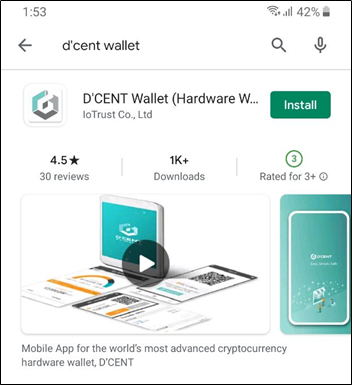 1:53
42%
d'cent wallet
D'CENT Wallet (Hardware W...
IoTrust Co., Ltd
Install
4.5★
30 reviews
1K+
Downloads
3
Rated for 3+
D'CENT
D'CENT
Mobile App for the world's most advanced cryptocurrency
hardware wallet, D'CENT